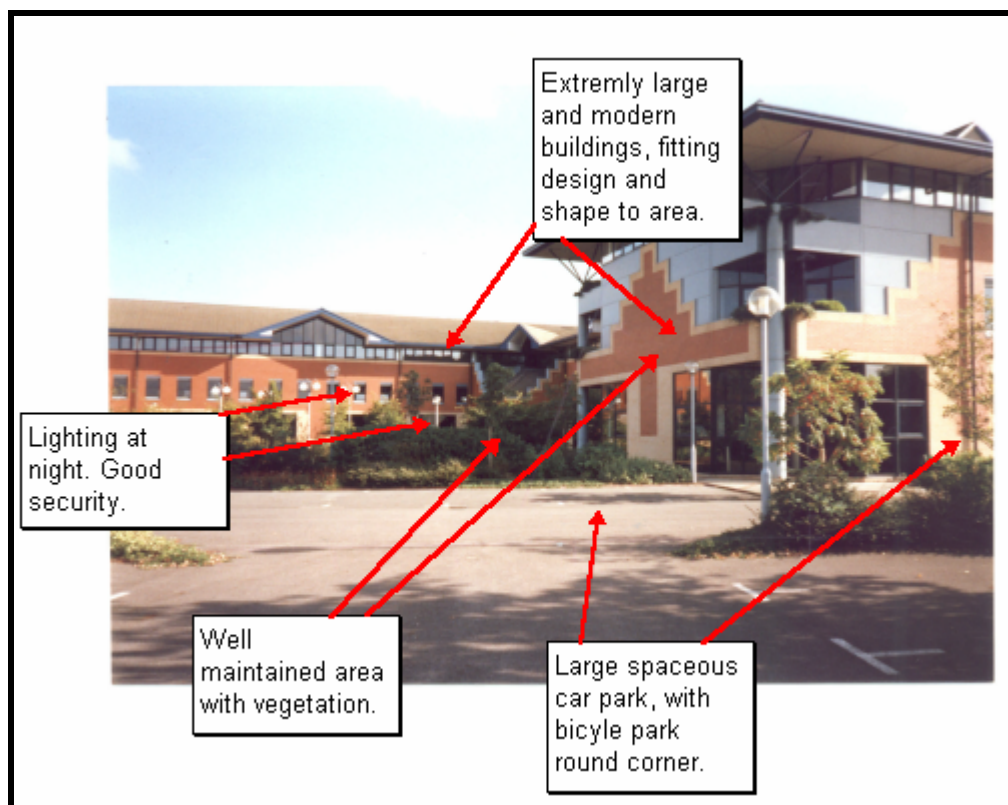 Extremly large
and modern
buildings, fitting
design and
shape to area.
Lighting at
night. Good
security.
Well
maintained area
with vegetation.
Large spaceous
car park, with
bicyle park
round corner.